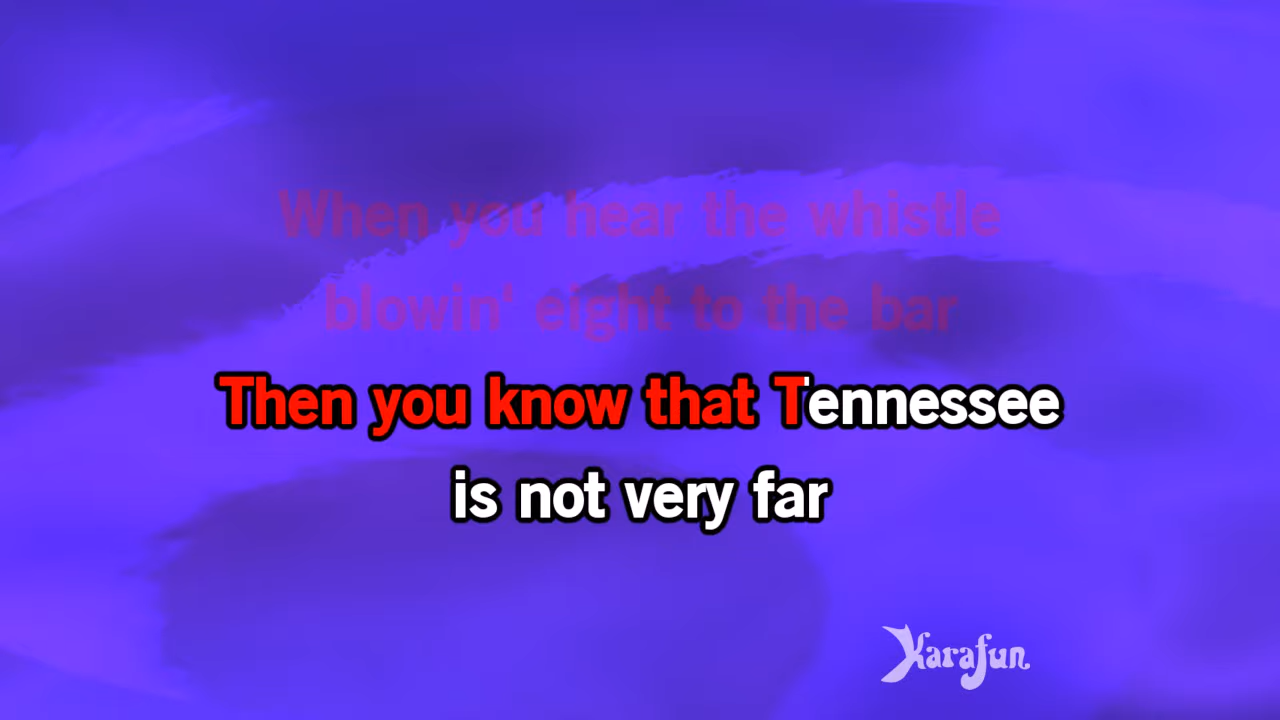 When you hear the whistle
blowin' eight to the bar
Then you know that Tennessee
is not very far
Karafun